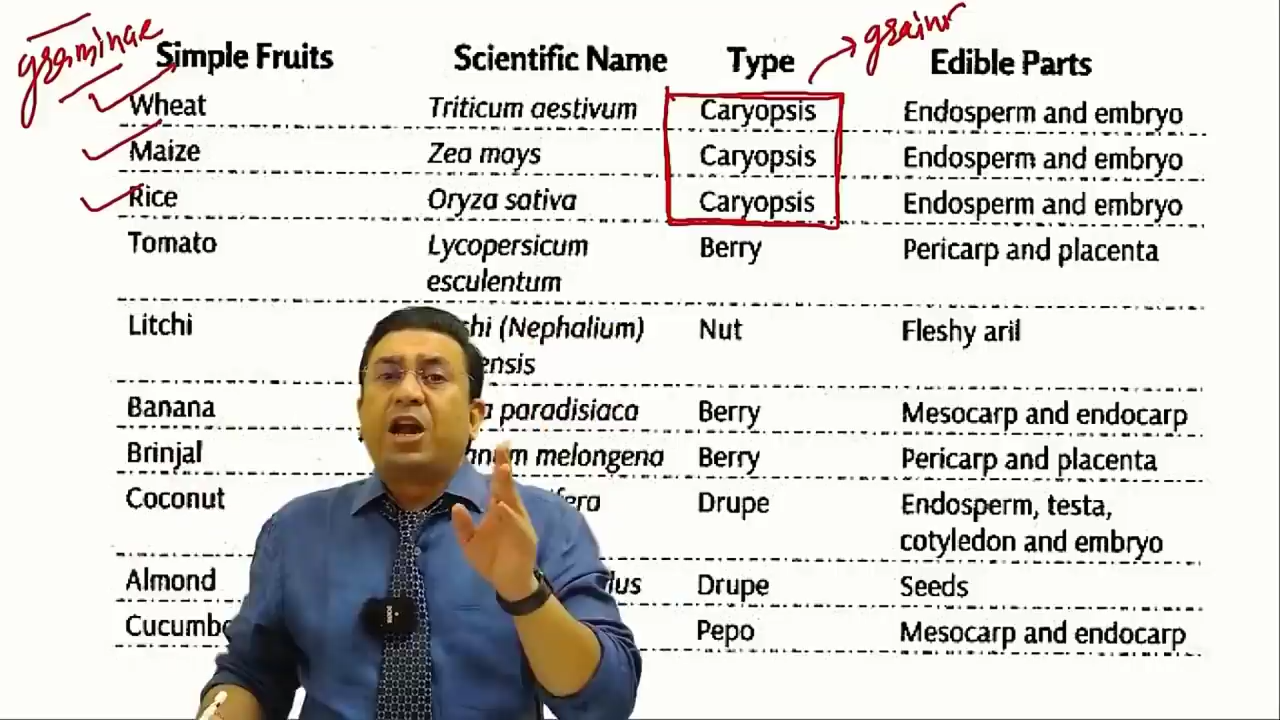 graminae
grains
Simple Fruits Scientific Name Type Edible Parts
Wheat Triticum aestivum Caryopsis Endosperm and embryo
Maize Zea mays Caryopsis Endosperm and embryo
Rice Oryza sativa Caryopsis Endosperm and embryo
Tomato Lycopersicum Berry Pericarp and placenta
esculentum
Litchi (Nephalium) Nut Fleshy aril
Banana paradisiaca Berry Mesocarp and endocarp
Brinjal melongena Berry Pericarp and placenta
Coconut Drupe Endosperm, testa,
cotyledon and embryo
Almond Drupe Seeds
Pepo Mesocarp and endocarp